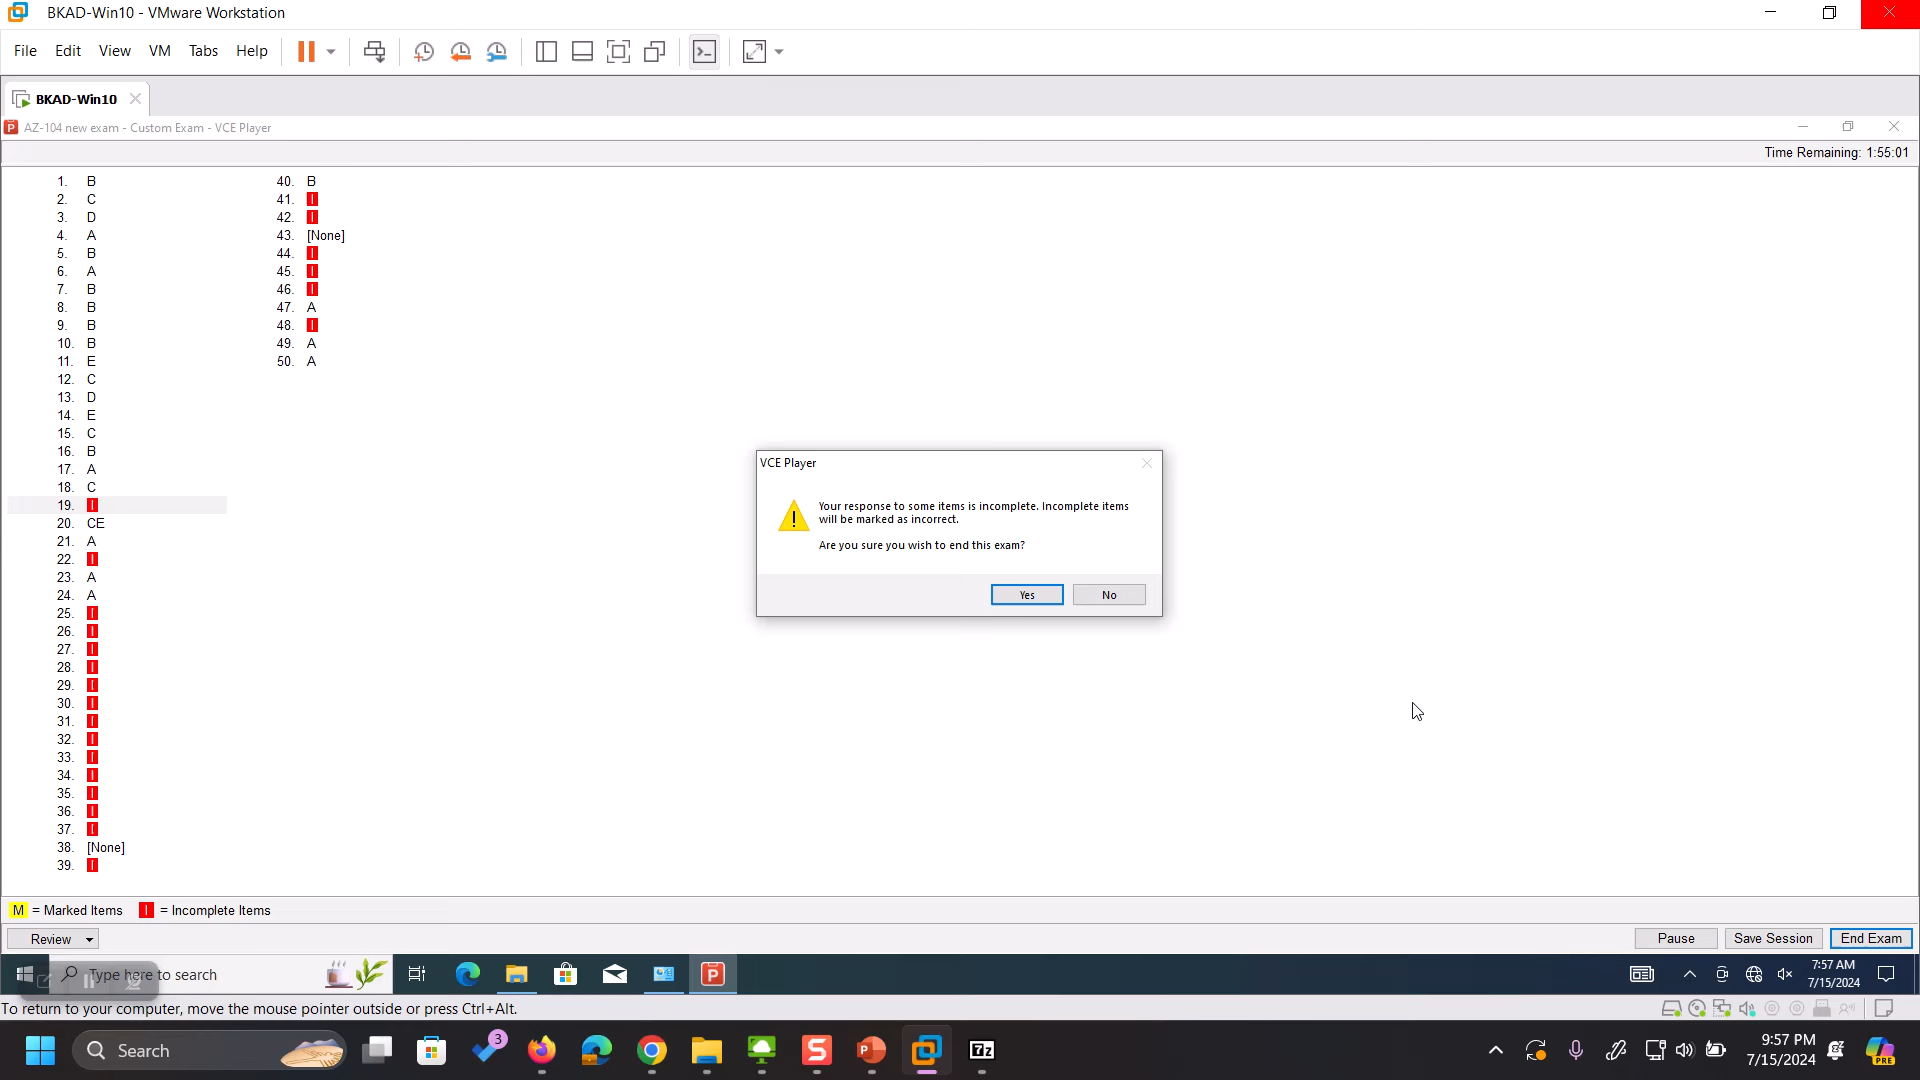 BKAD-Win10 - VMware Workstation
File Edit View VM Tabs Help
BKAD-Win10
AZ-104 new exam - Custom Exam - VCE Player
Time Remaining: 1:55:01
1. B
2. C
3. D
4. A
5. B
6. A
7. B
8. B
9. B
10. B
11. E
12. C
13. D
14. E
15. C
16. B
17. A
18. C
19. I
20. CE
21. A
22. I
23. A
24. A
25. I
26. I
27. I
28. I
29. I
30. I
31. I
32. I
33. I
34. I
35. I
36. I
37. I
38. [None]
39. I
40. B
41. I
42. I
43. [None]
44. I
45. I
46. I
47. A
48. I
49. A
50. A
VCE Player
Your response to some items is incomplete. Incomplete items
will be marked as incorrect.
Are you sure you wish to end this exam?
Yes No
M = Marked Items I = Incomplete Items
Review Pause Save Session End Exam
Type here to search
7:57 AM
7/15/2024
To return to your computer, move the mouse pointer outside or press Ctrl+Alt.
Search
3
7z
9:57 PM
7/15/2024
PRE